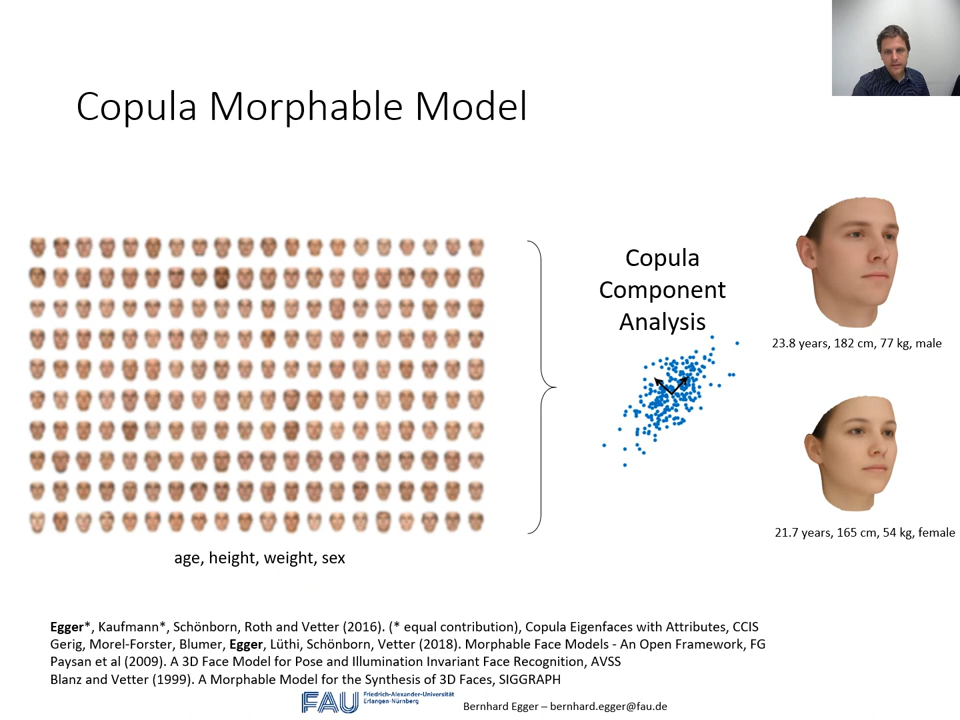 Copula Morphable Model
Copula
Component
Analysis
23.8 years, 182 cm, 77 kg, male
21.7 years, 165 cm, 54 kg, female
age, height, weight, sex
Egger*, Kaufmann*, Schönborn, Roth and Vetter (2016). (* equal contribution), Copula Eigenfaces with Attributes, CCIS
Gerig, Morel-Forster, Blumer, Egger, Lüthi, Schönborn, Vetter (2018). Morphable Face Models - An Open Framework, FG
Paysan et al (2009). A 3D Face Model for Pose and Illumination Invariant Face Recognition, AVSS
Blanz and Vetter (1999). A Morphable Model for the Synthesis of 3D Faces, SIGGRAPH
FAU Friedrich-Alexander-Universität
Erlangen-Nürnberg
Bernhard Egger – bernhard.egger@fau.de